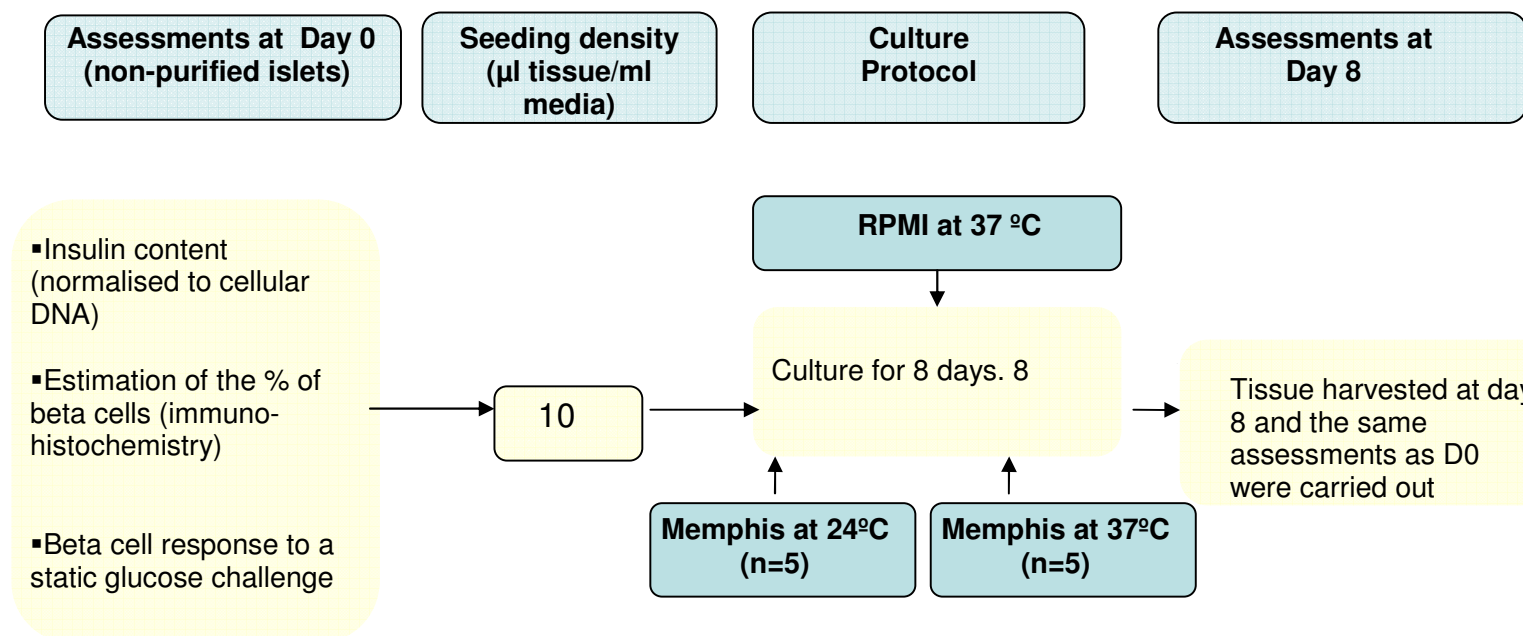 Assessments at Day 0
(non-purified islets)
Seeding density
(µl tissue/ml
media)
Culture
Protocol
Assessments at
Day 8
▪Insulin content
(normalised to cellular
DNA)
▪Estimation of the % of
beta cells (immuno-
histochemistry)
▪Beta cell response to a
static glucose challenge
10
RPMI at 37 ºC
Culture for 8 days. 8
Memphis at 24ºC
(n=5)
Memphis at 37ºC
(n=5)
Tissue harvested at day
8 and the same
assessments as D0
were carried out